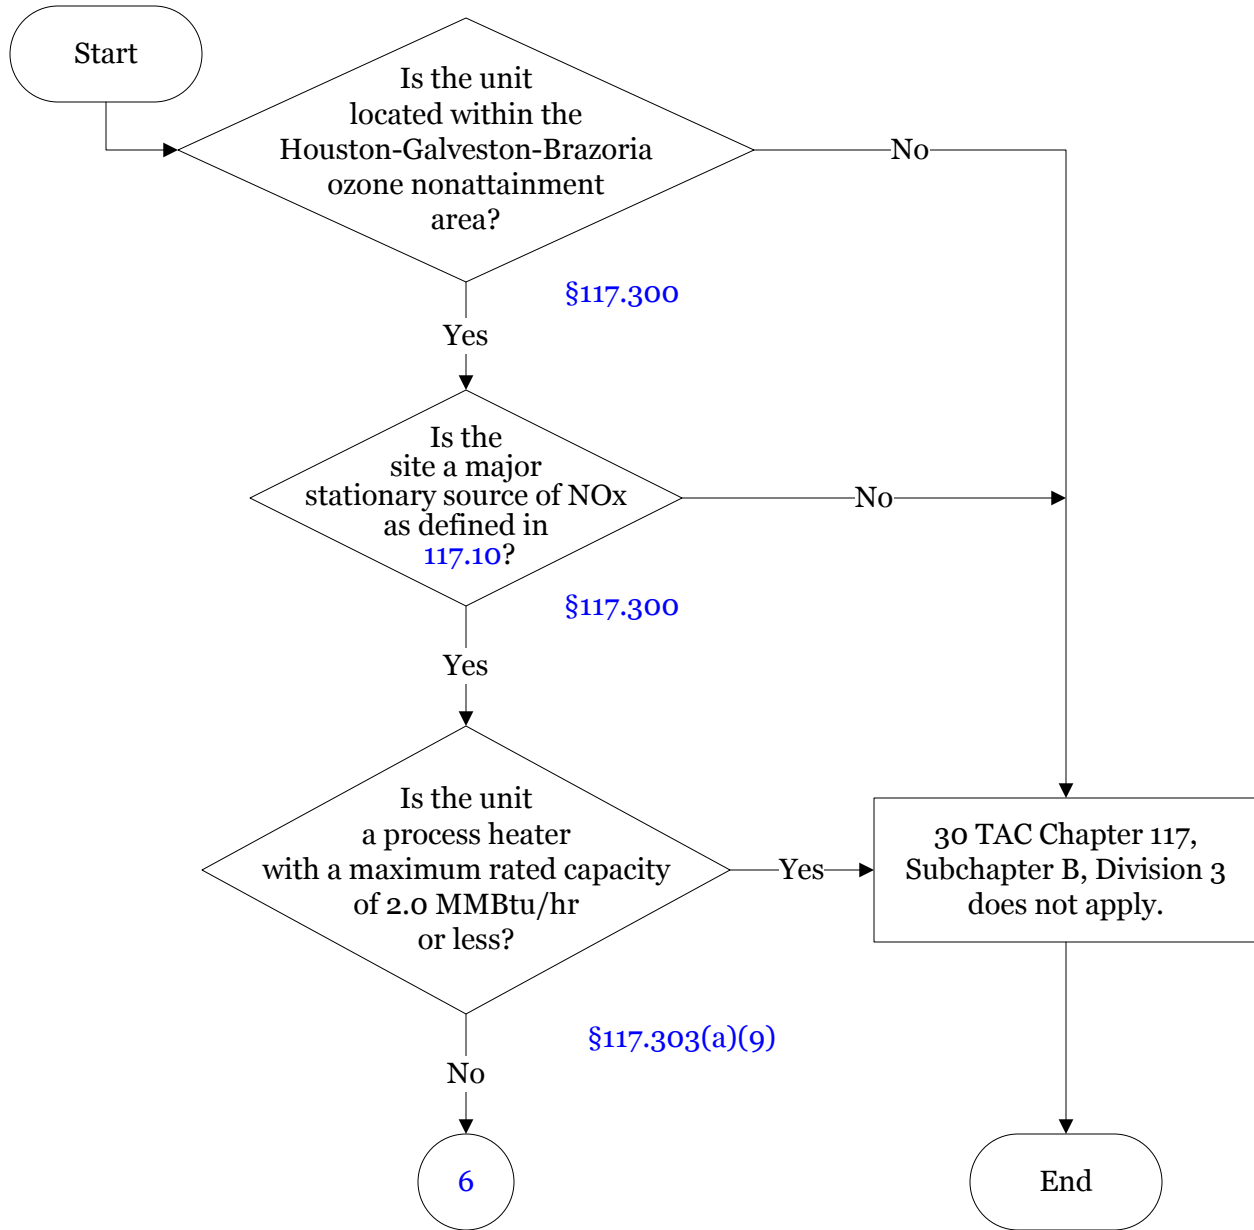 Start
Is the unit
located within the
Houston-Galveston-Brazoria
ozone nonattainment
area?
No
§117.300
Yes
Is the
site a major
stationary source of NOx
as defined in
117.10?
No
§117.300
Yes
Is the unit
a process heater
with a maximum rated capacity
of 2.0 MMBtu/hr
or less?
Yes
30 TAC Chapter 117,
Subchapter B, Division 3
does not apply.
§117.303(a)(9)
No
6
End